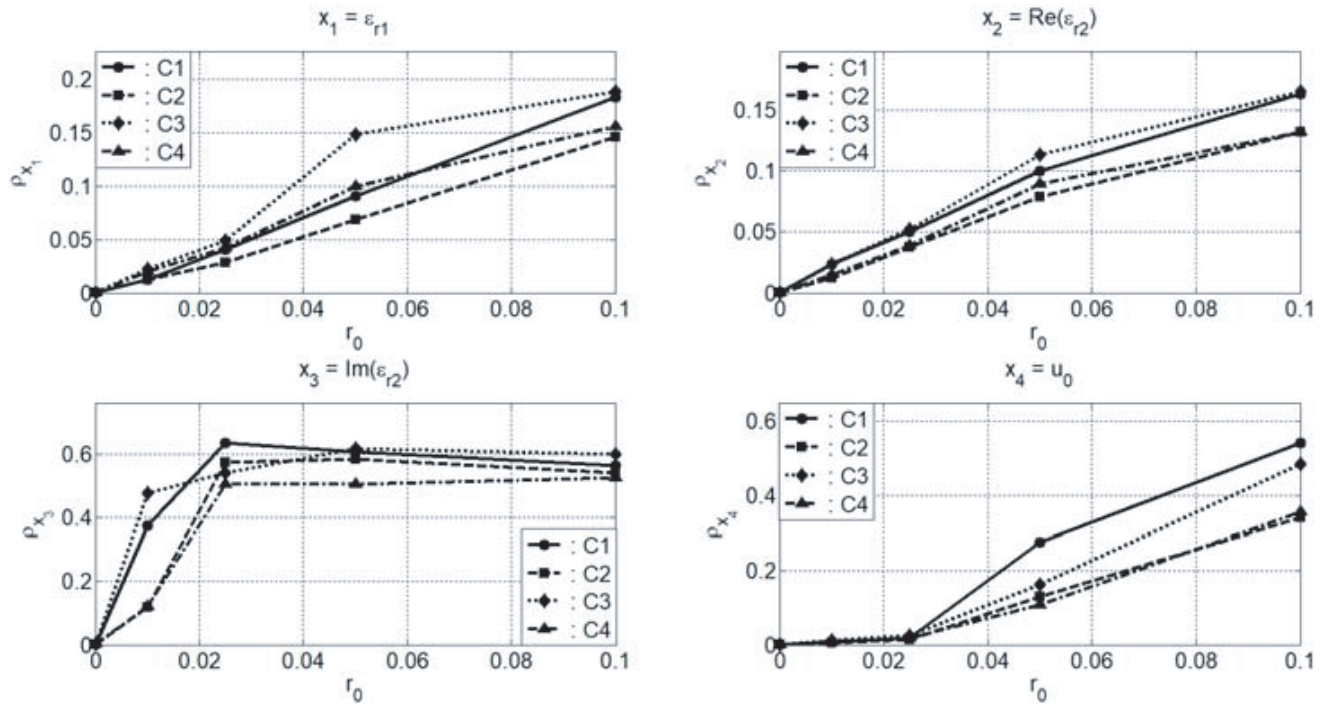 x1 = εr1
0.2
0.15
0.1
0.05
0
ρx1
: C1
: C2
: C3
: C4
0 0.02 0.04 0.06 0.08 0.1
r0
x2 = Re(εr2)
0.15
0.1
0.05
0
ρx2
: C1
: C2
: C3
: C4
0 0.02 0.04 0.06 0.08 0.1
r0
x3 = Im(εr2)
0.6
0.4
0.2
0
ρx3
: C1
: C2
: C3
: C4
0 0.02 0.04 0.06 0.08 0.1
r0
x4 = u0
0.6
0.4
0.2
0
ρx4
: C1
: C2
: C3
: C4
0 0.02 0.04 0.06 0.08 0.1
r0